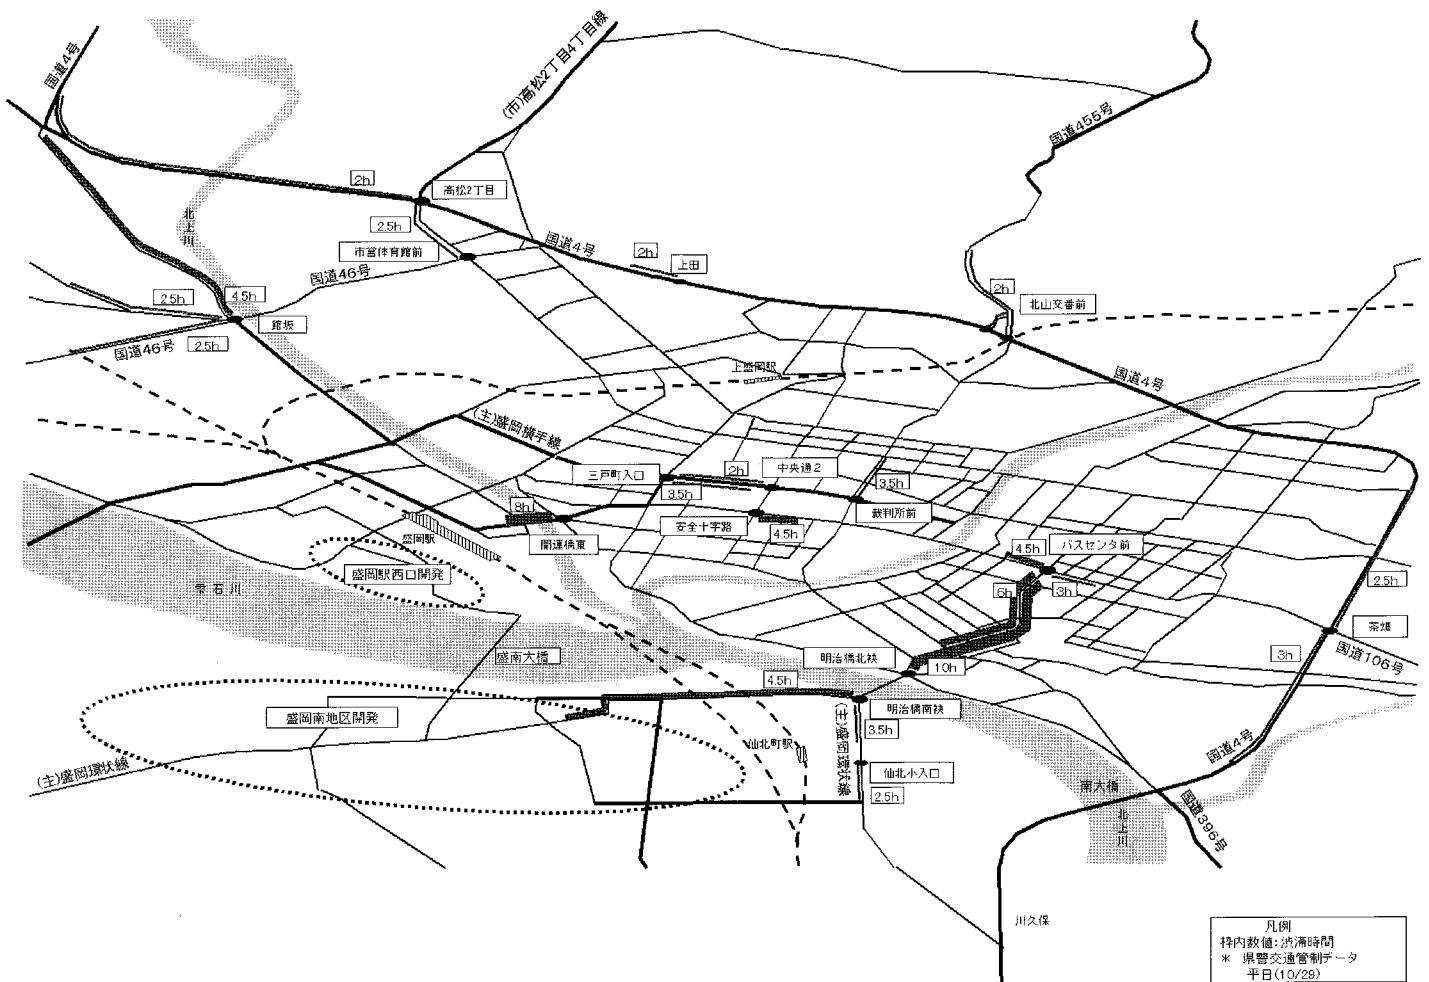 国道4号
(市)高松2丁目4丁目線
国道455号
2h
高松2丁目
北上川
2.5h
市営体育館前
国道4号
2h
上田
国道46号
2h
北山交番前
2.5h
4.5h
館坂
国道46号
2.5h
上盛岡駅
国道4号
(主)盛岡横手線
三戸町入口
2h
中央通2
3.5h
3.5h
8h
安全十字路
4.5h
裁判所前
盛岡駅
開運橋東
4.5h
バスセンタ前
盛岡駅西口開発
雫石川
6h
3h
2.5h
茶畑
盛南大橋
明治橋北袂
10h
3h
国道106号
4.5h
盛岡南地区開発
明治橋南袂
(主)盛岡環状線
3.5h
仙北町駅
国道4号
(主)盛岡環状線
仙北小入口
2.5h
南大橋
北上川
国道396号
川久保
凡例
枠内数値:渋滞時間
* 県警交通管制データ
平日(10/29)